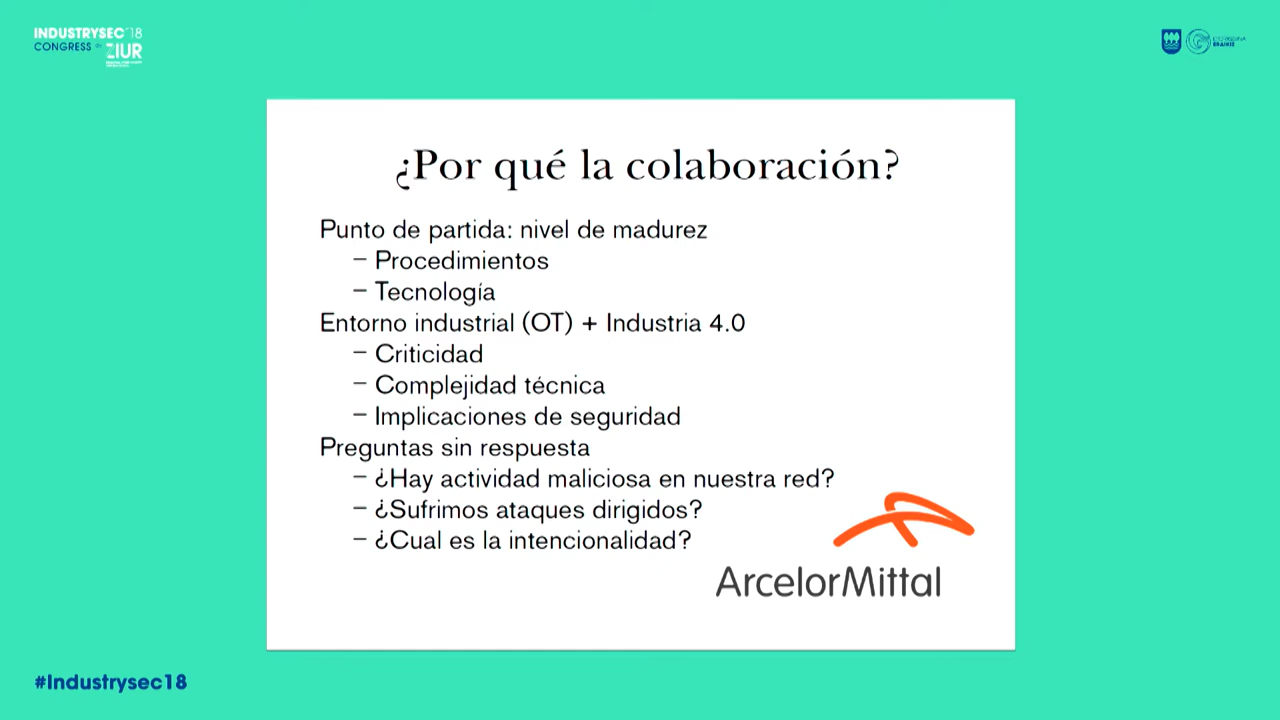 INDUSTRYSEC'18
CONGRESS BY ZIUR
¿Por qué la colaboración?
Punto de partida: nivel de madurez
– Procedimientos
– Tecnología
Entorno industrial (OT) + Industria 4.0
– Criticidad
– Complejidad técnica
– Implicaciones de seguridad
Preguntas sin respuesta
– ¿Hay actividad maliciosa en nuestra red?
– ¿Sufrimos ataques dirigidos?
– ¿Cual es la intencionalidad?
ArcelorMittal
#Industrysec18